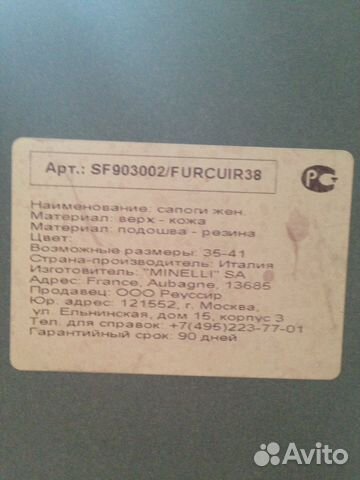 Арт.: SF903002/FURCUIR38
Наименование: сапоги жен.
Материал: верх - кожа
Материал: подошва - резина
Цвет:
Возможные размеры: 35-41
Страна-производитель: Италия
Изготовитель: "MINELLI" SA
Адрес: France, Aubagne, 13685
Продавец: ООО Реуссир
Юр. адрес: 121552, г. Москва,
ул. Ельнинская, дом 15, корпус 3
Тел. для справок: +7(495)223-77-01
Гарантийный срок: 90 дней
Avito